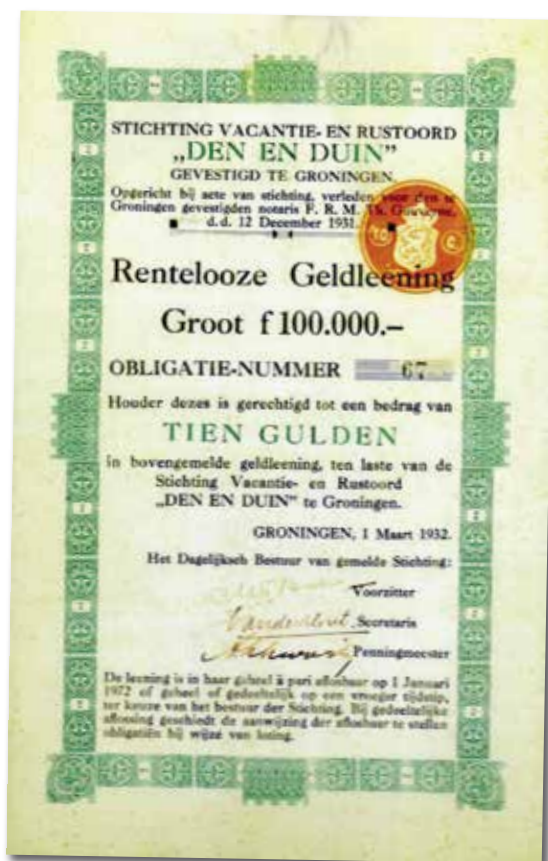 STICHTING VACANTIE- EN RUSTOORD
„DEN EN DUIN”
GEVESTIGD TE GRONINGEN.
Opgericht bij acte van stichting, verleden voor den te
Groningen gevestigden notaris F. R. M.
d.d. 12 December 1931.
Rentelooze Geldleening
Groot f 100.000.–
OBLIGATIE-NUMMER 67
Houder dezes is gerechtigd tot een bedrag van
TIEN GULDEN
in bovengemelde geldleening, ten laste van de
Stichting Vacantie- en Rustoord
„DEN EN DUIN” te Groningen.
GRONINGEN, 1 Maart 1932.
Het Dagelijksch Bestuur van gemelde Stichting:
Voorzitter
Secretaris
Penningmeester
De leening is in haar geheel à pari aflosbaar op 1 Januari
1972 of geheel of gedeeltelijk op een vroeger tijdstip,
ter keuze van het bestuur der Stichting. Bij gedeeltelijke
aflossing geschiedt de aanwijzing der aflosbaar te stellen
obligatiën bij wijze van loting.